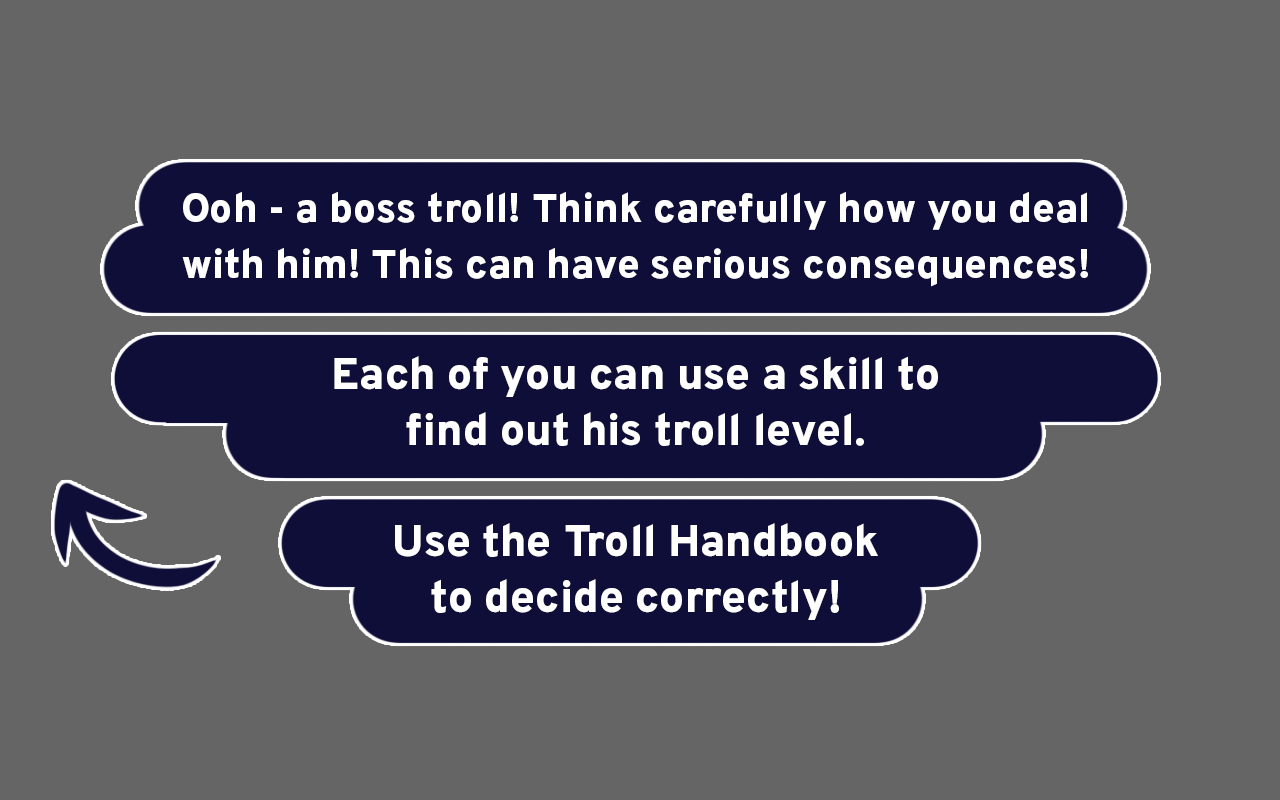 Ooh - a boss troll! Think carefully how you deal
with him! This can have serious consequences!
Each of you can use a skill to
find out his troll level.
Use the Troll Handbook
to decide correctly!